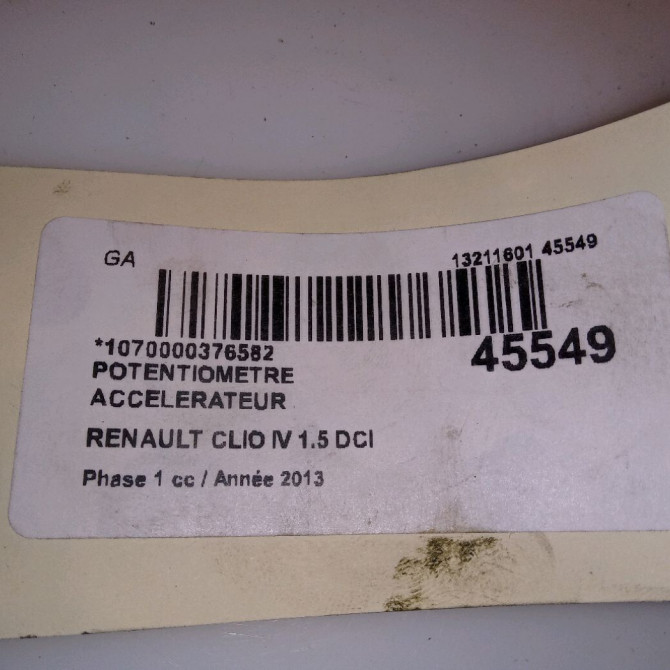 GA
13211601 45549
*1070000376582
45549
POTENTIOMETRE
ACCELERATEUR
RENAULT CLIO IV 1.5 DCI
Phase 1 cc / Année 2013